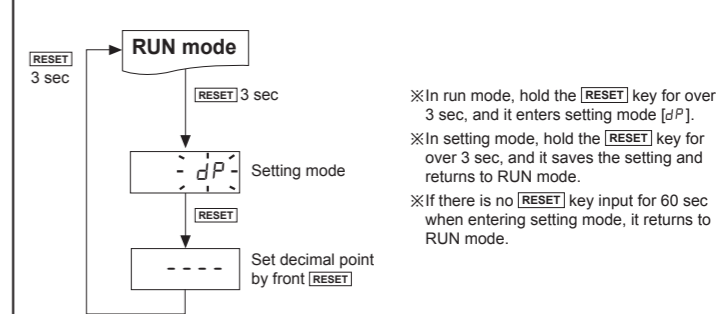 RUN mode
RESET
3 sec
RESET 3 sec
dP
Setting mode
RESET
- - - -
Set decimal point
by front RESET
※In run mode, hold the RESET key for over
3 sec, and it enters setting mode [dP].
※In setting mode, hold the RESET key for
over 3 sec, and it saves the setting and
returns to RUN mode.
※If there is no RESET key input for 60 sec
when entering setting mode, it returns to
RUN mode.